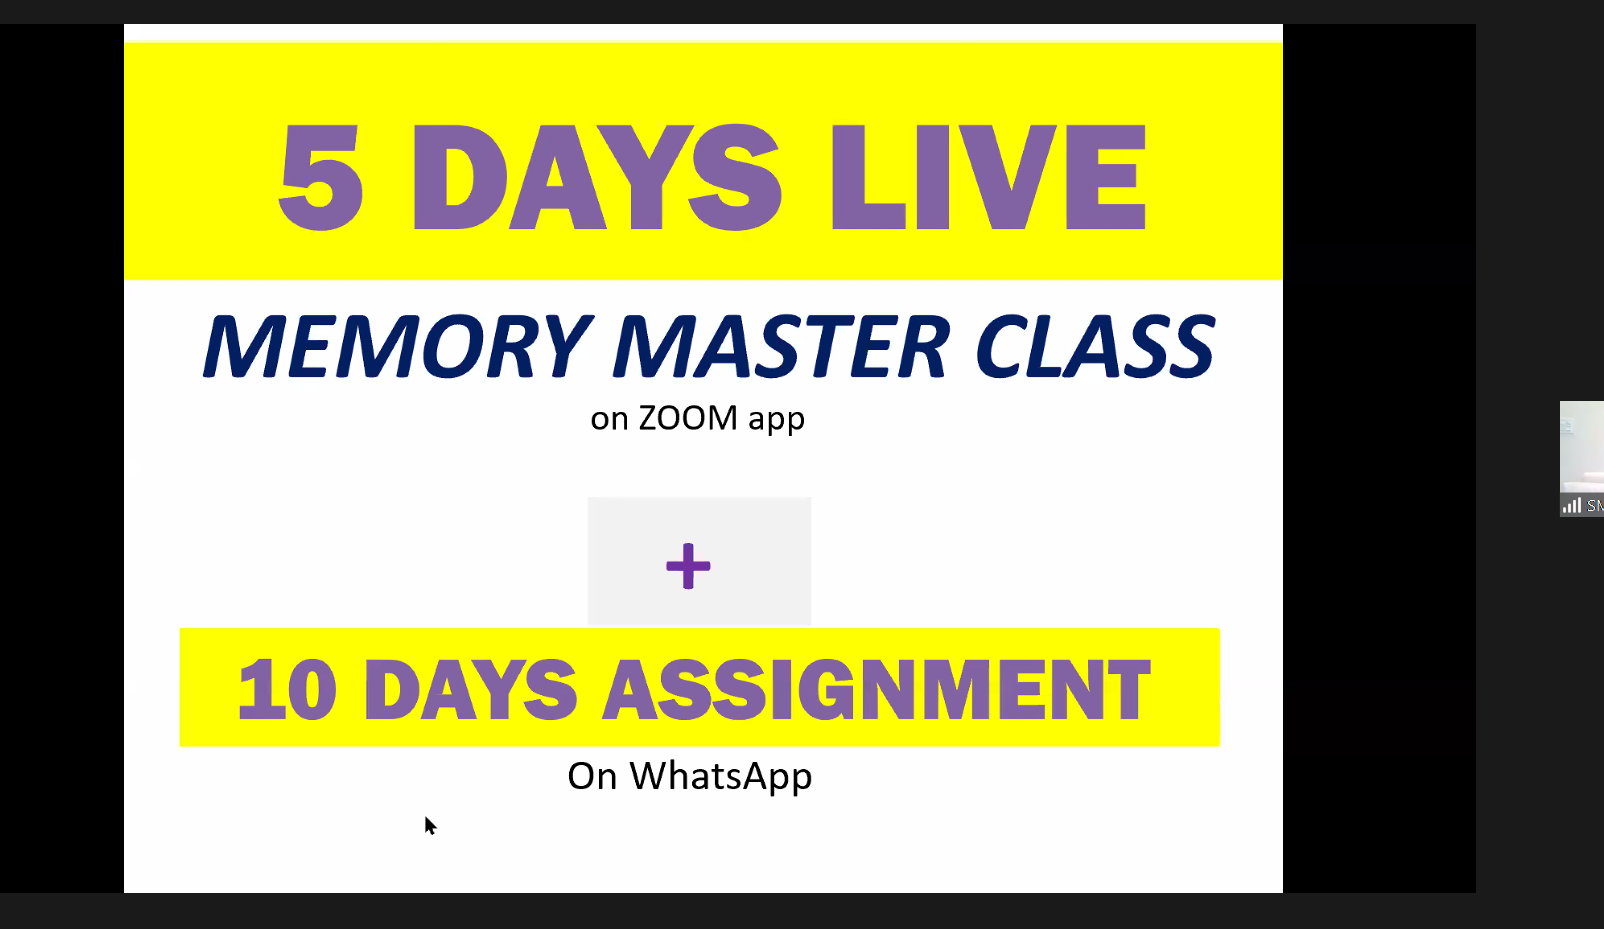 5 DAYS LIVE
MEMORY MASTER CLASS
on ZOOM app
+
10 DAYS ASSIGNMENT
On WhatsApp